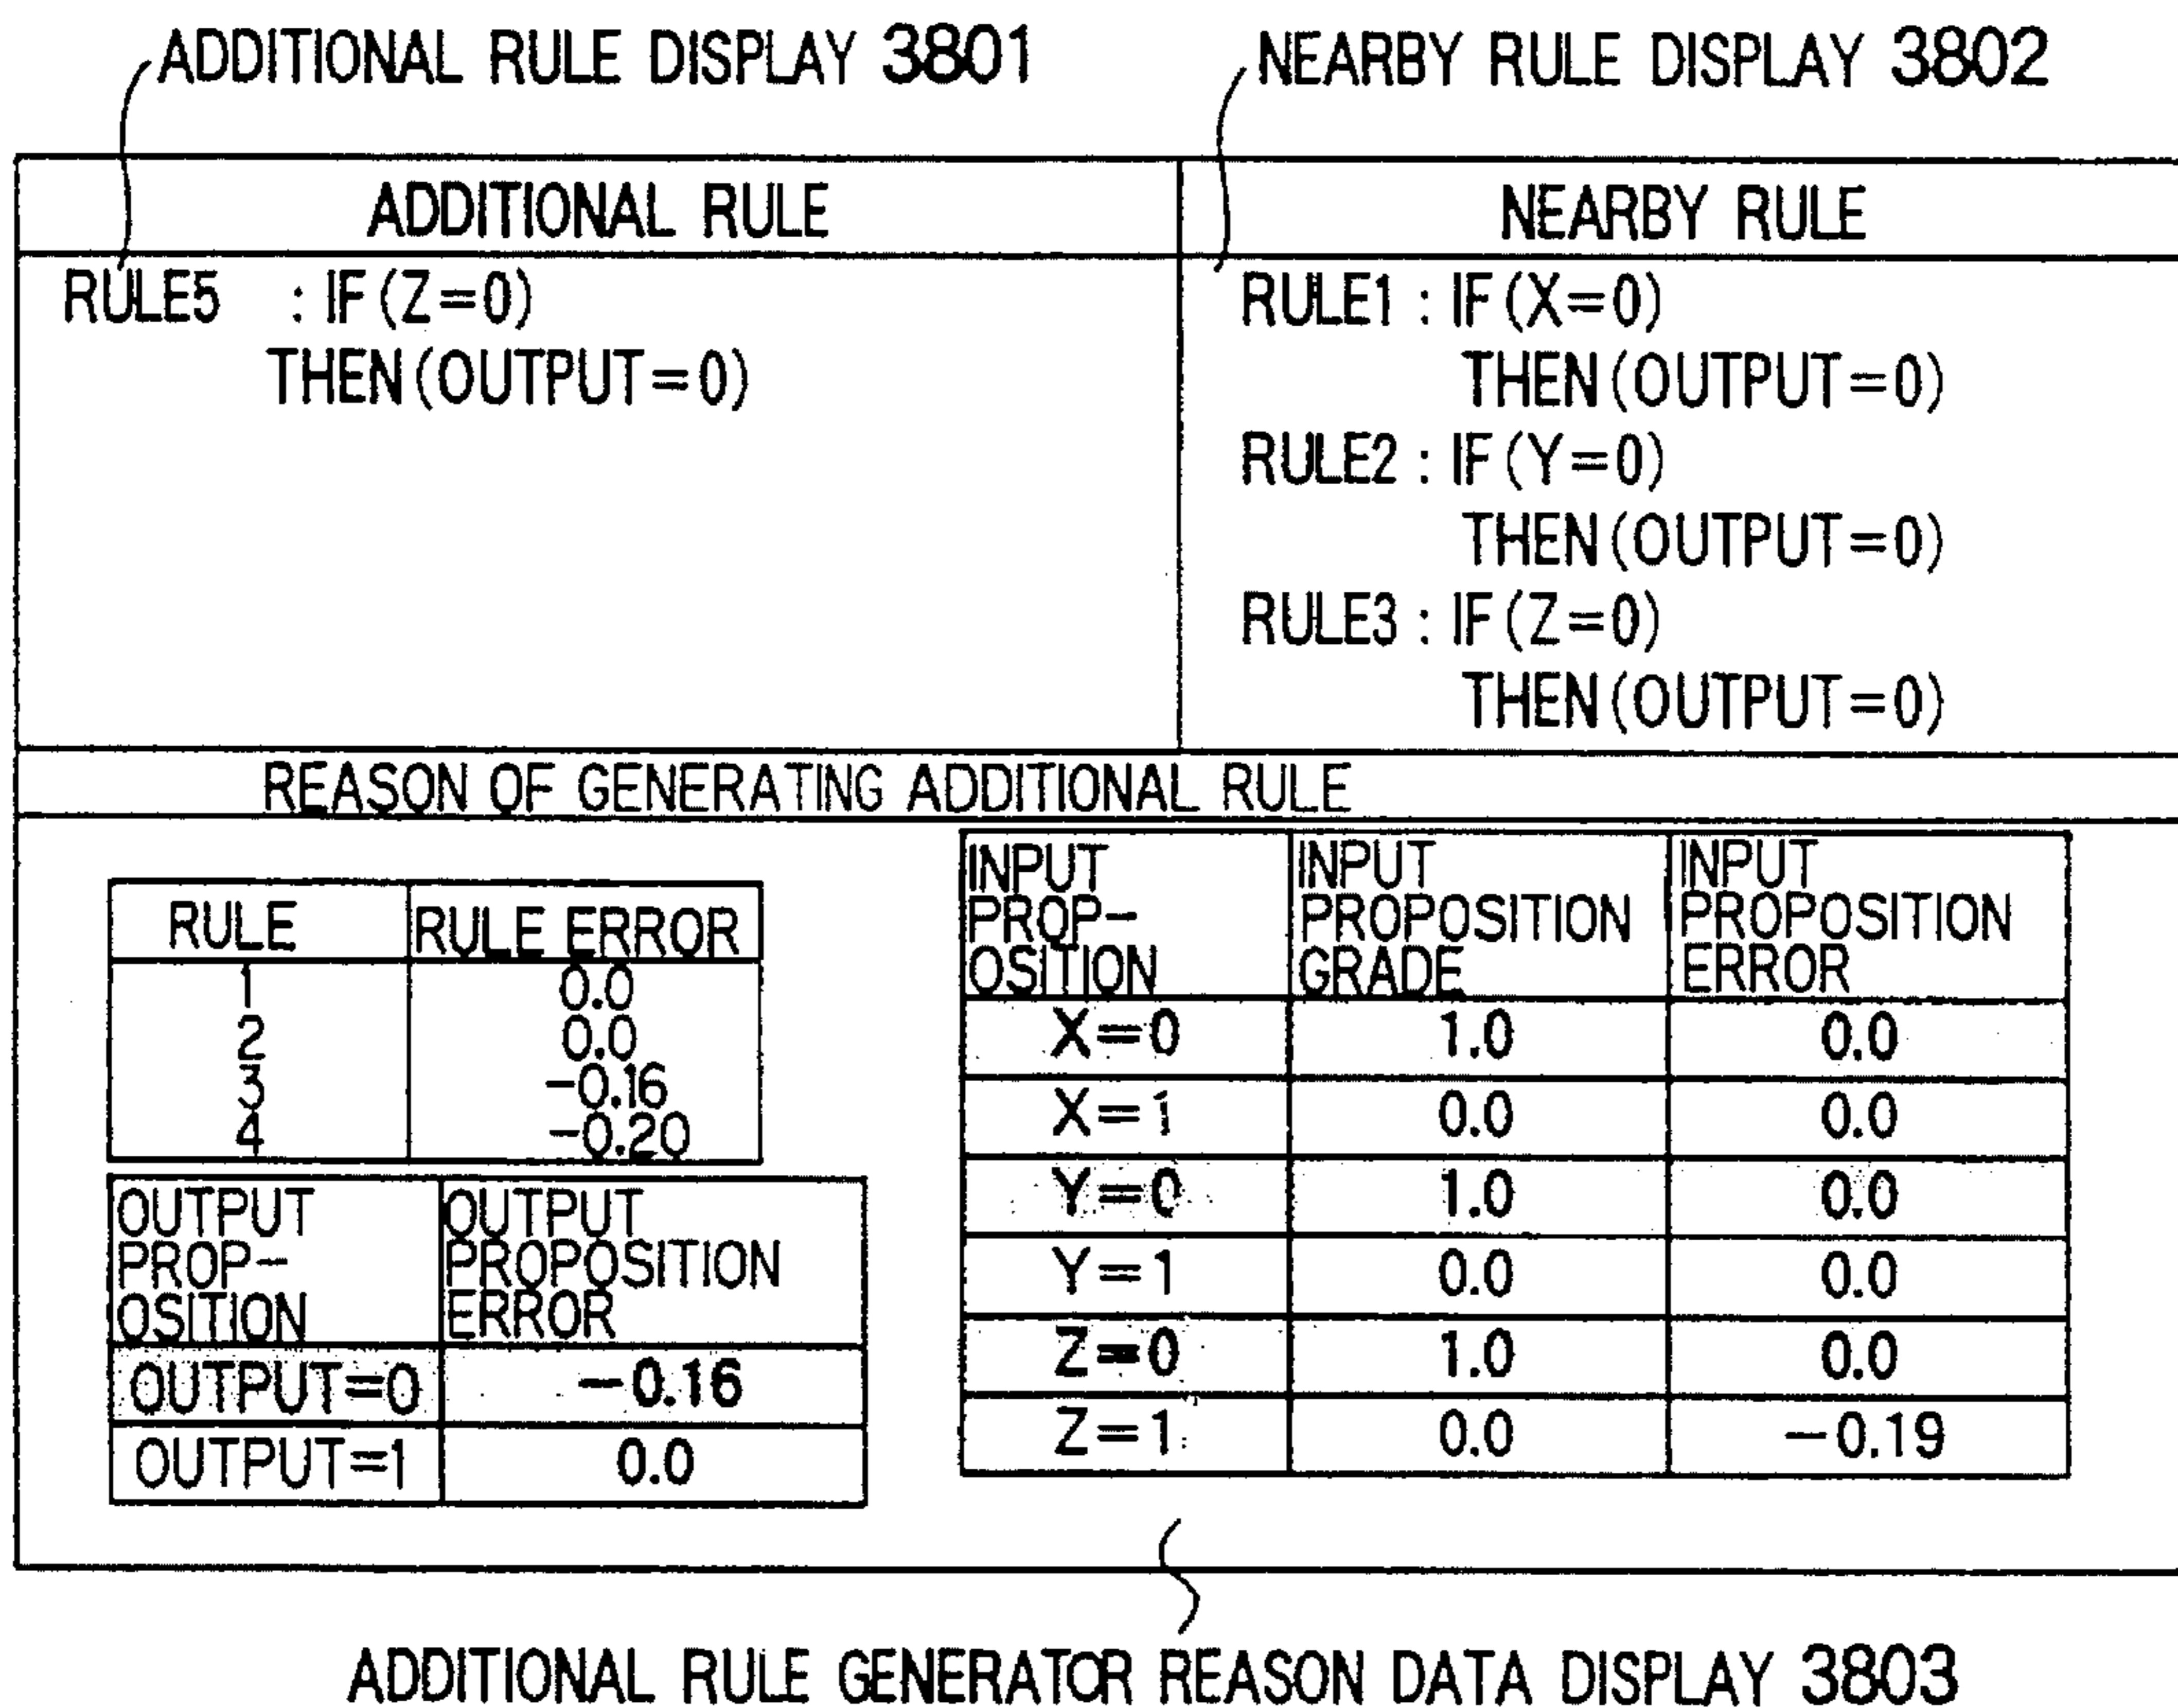 ADDITIONAL RULE DISPLAY 3801
NEARBY RULE DISPLAY 3802
ADDITIONAL RULE
NEARBY RULE
RULE5 : IF(Z=0)
THEN(OUTPUT=0)
RULE1 : IF(X=0)
THEN(OUTPUT=0)
RULE2 : IF(Y=0)
THEN(OUTPUT=0)
RULE3 : IF(Z=0)
THEN(OUTPUT=0)
REASON OF GENERATING ADDITIONAL RULE
RULE RULE ERROR
1 0.0
2 0.0
3 -0.16
4 -0.20
OUTPUT
PROP-
OSITION
OUTPUT
PROPOSITION
ERROR
OUTPUT=0 -0.16
OUTPUT=1 0.0
INPUT
PROP-
OSITION
INPUT
PROPOSITION
GRADE
INPUT
PROPOSITION
ERROR
X=0 1.0 0.0
X=1 0.0 0.0
Y=0 1.0 0.0
Y=1 0.0 0.0
Z=0 1.0 0.0
Z=1 0.0 -0.19
ADDITIONAL RULE GENERATOR REASON DATA DISPLAY 3803